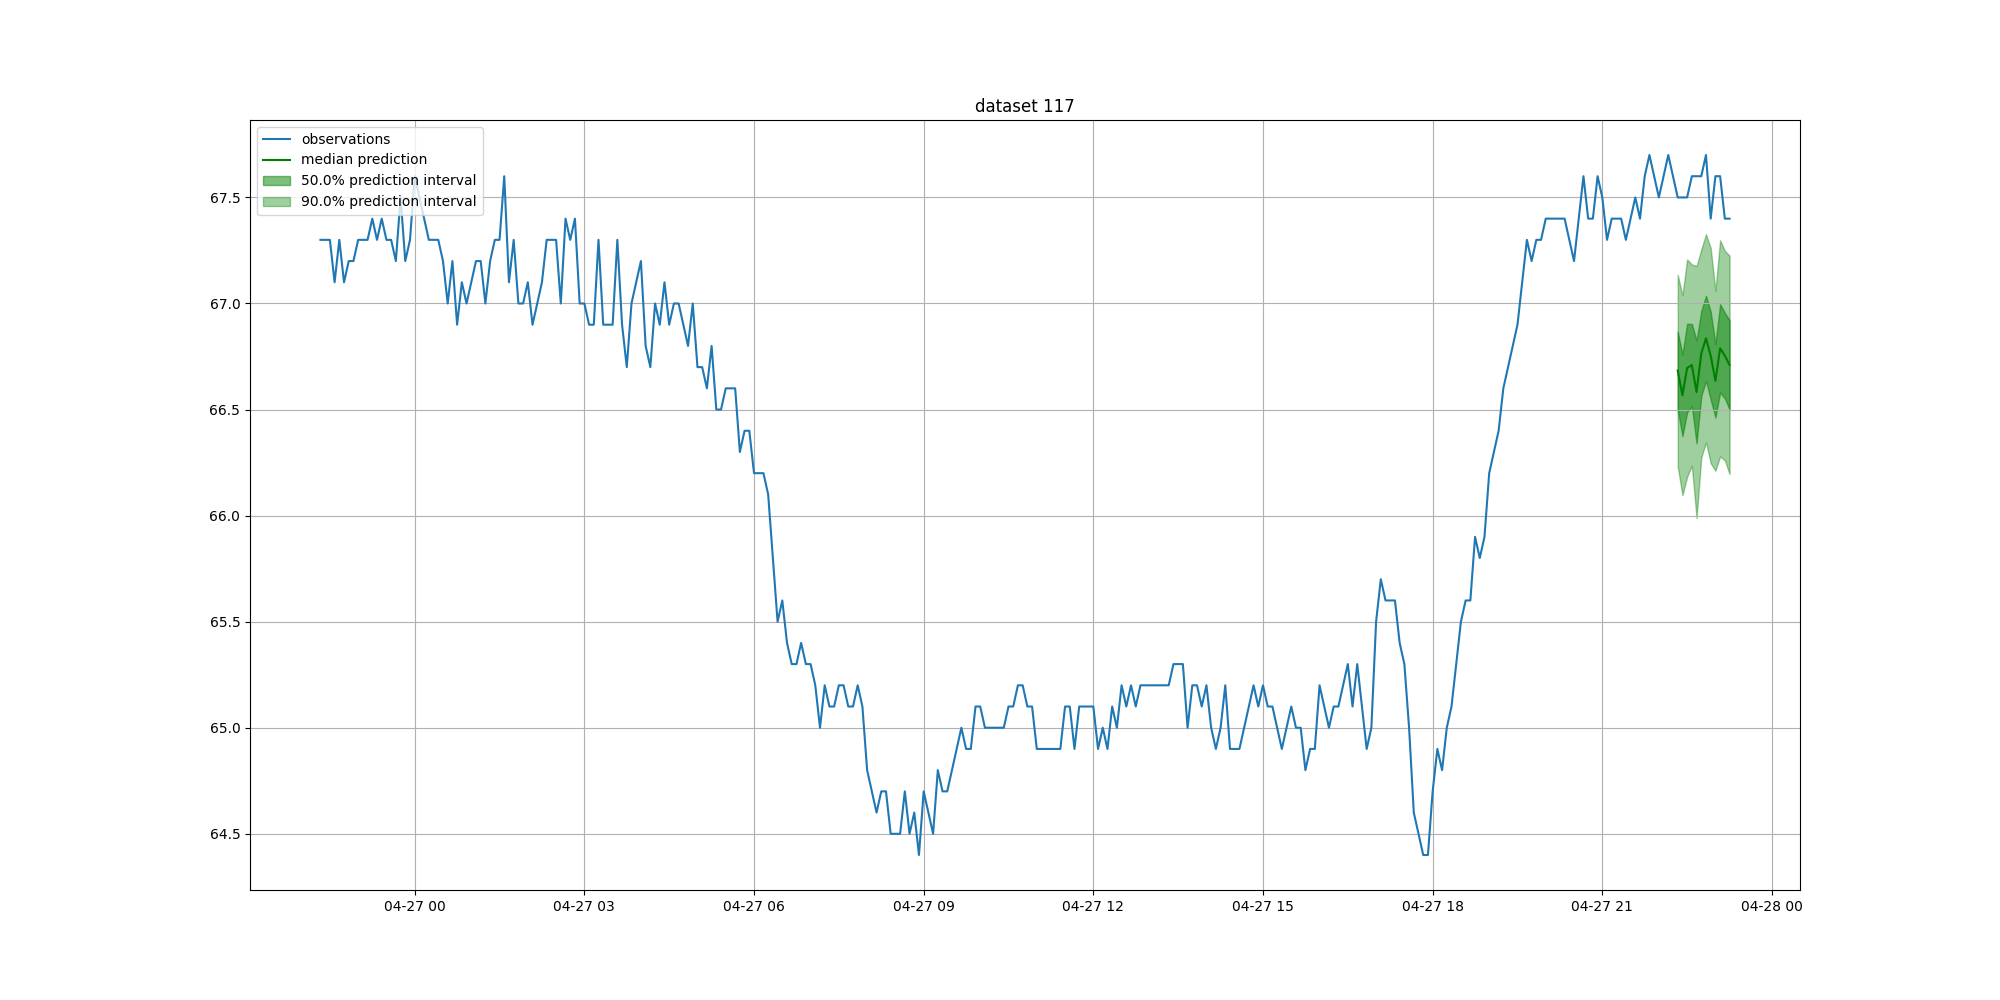 dataset 117
observations
median prediction
50.0% prediction interval
90.0% prediction interval
67.5
67.0
66.5
66.0
65.5
65.0
64.5
04-27 00 04-27 03 04-27 06 04-27 09 04-27 12 04-27 15 04-27 18 04-27 21 04-28 00